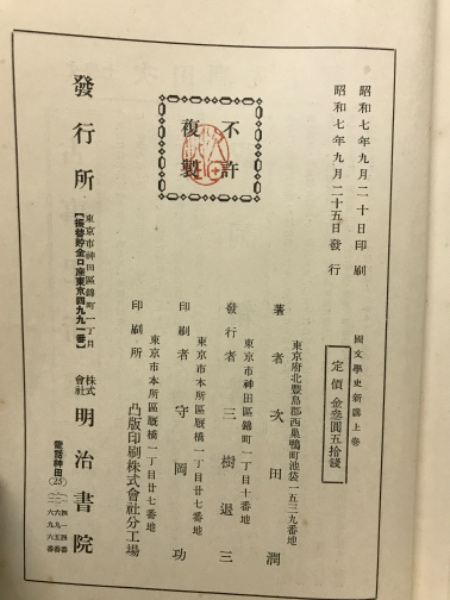 昭和七年九月二十日印刷
昭和七年九月二十五日發行
國文學史新講上卷
定價 金叄圓五拾錢
不許
複製
東京府北豊島郡西巣鴨町池袋一五三九番地
著者 次田潤
東京市神田區錦町一丁目十番地
發行者 三樹退三
東京市本所區厩橋一丁目廿七番地
印刷者 守岡功
東京市本所區厩橋一丁目廿七番地
印刷所 凸版印刷株式會社分工場
發行所
東京市神田區錦町一丁目
【振替貯金口座東京四九九一番】
株式
會社
明治書院
電話神田(25)